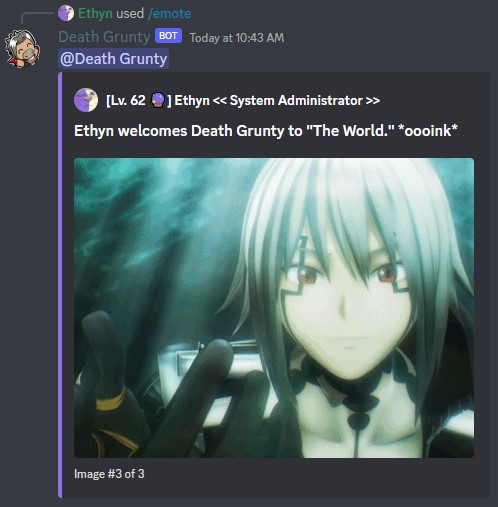 Ethyn used /emote
Death Grunty BOT Today at 10:43 AM
@Death Grunty
[Lv. 62 🔮] Ethyn << System Administrator >>
Ethyn welcomes Death Grunty to "The World." *oooink*
Image #3 of 3